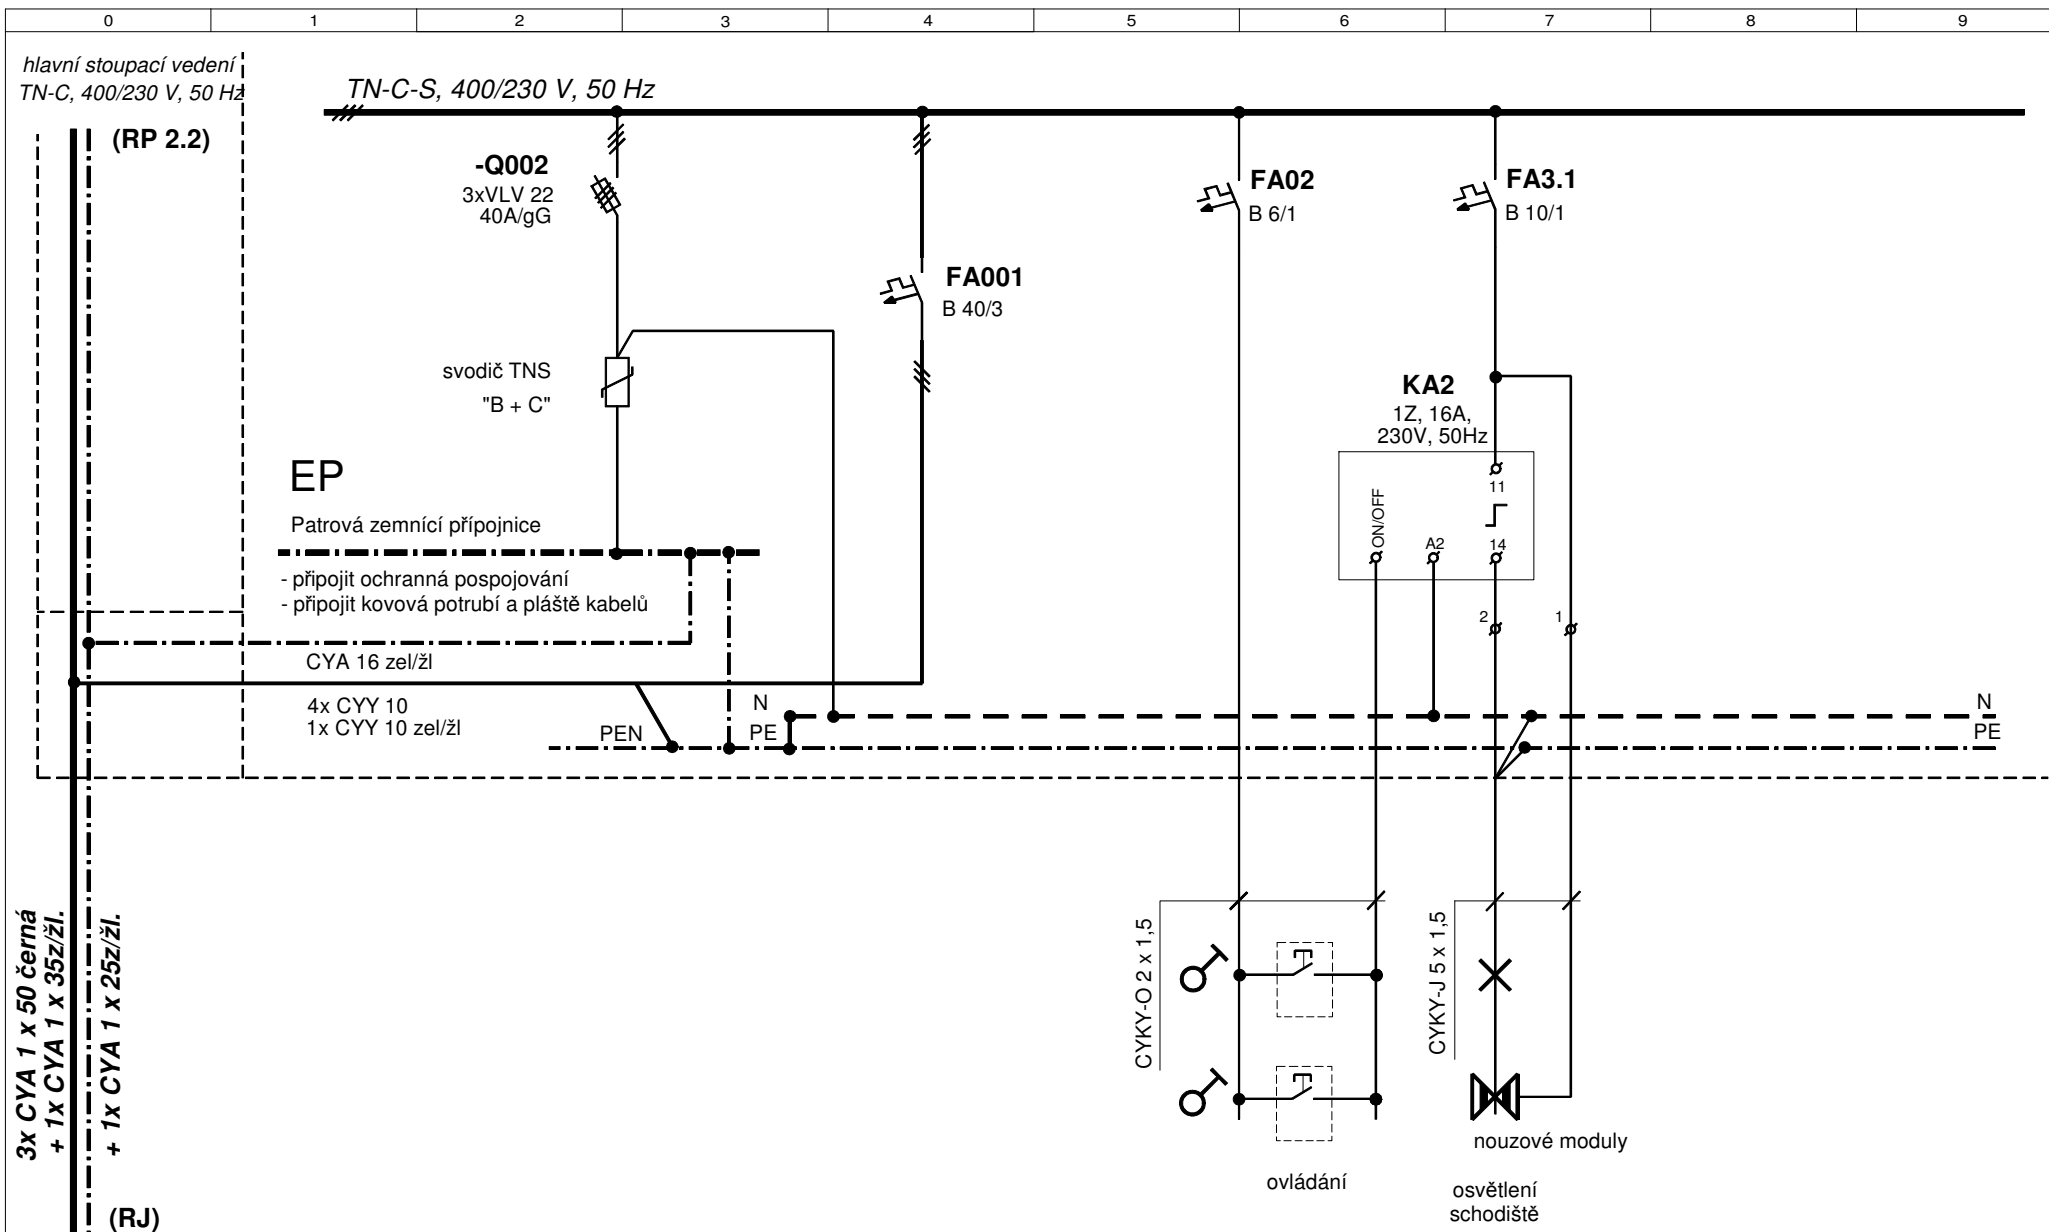 0 1 2 3 4 5 6 7 8 9
hlavní stoupací vedení
TN-C, 400/230 V, 50 Hz
(RP 2.2)
TN-C-S, 400/230 V, 50 Hz
-Q002
3xVLV 22
40A/gG
FA001
B 40/3
FA02
B 6/1
FA3.1
B 10/1
svodič TNS
"B + C"
KA2
1Z, 16A,
230V, 50Hz
11
ON/OFF
A2
14
2
1
EP
Patrová zemnící přípojnice
- připojit ochranná pospojování
- připojit kovová potrubí a pláště kabelů
CYA 16 zel/žl
4x CYY 10
1x CYY 10 zel/žl
PEN
N
PE
N
PE
3x CYA 1 x 50 černá
+ 1x CYA 1 x 35z/žl.
+ 1x CYA 1 x 25z/žl.
(RJ)
CYKY-O 2 x 1,5
CYKY-J 5 x 1,5
nouzové moduly
ovládání
osvětlení
schodiště